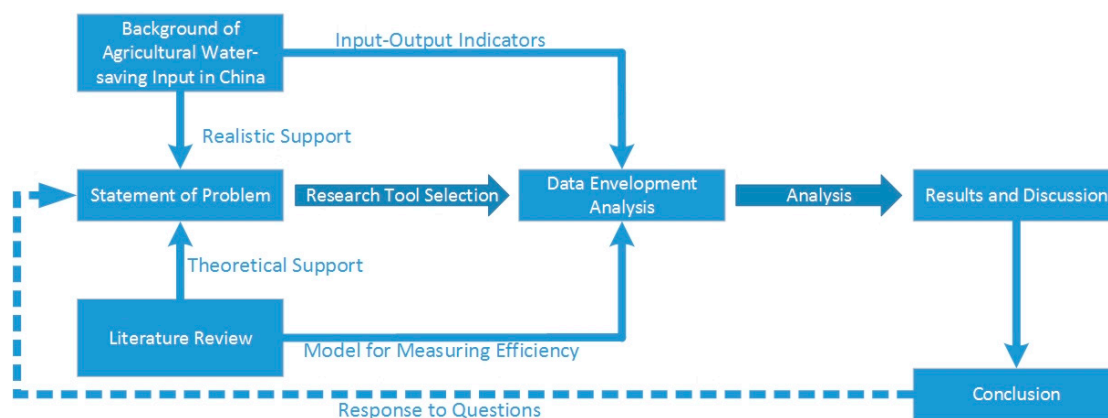 Background of
Agricultural Water-
saving Input in China
Input-Output Indicators
Realistic Support
Statement of Problem
Research Tool Selection
Data Envelopment
Analysis
Analysis
Results and Discussion
Theoretical Support
Literature Review
Model for Measuring Efficiency
Conclusion
Response to Questions